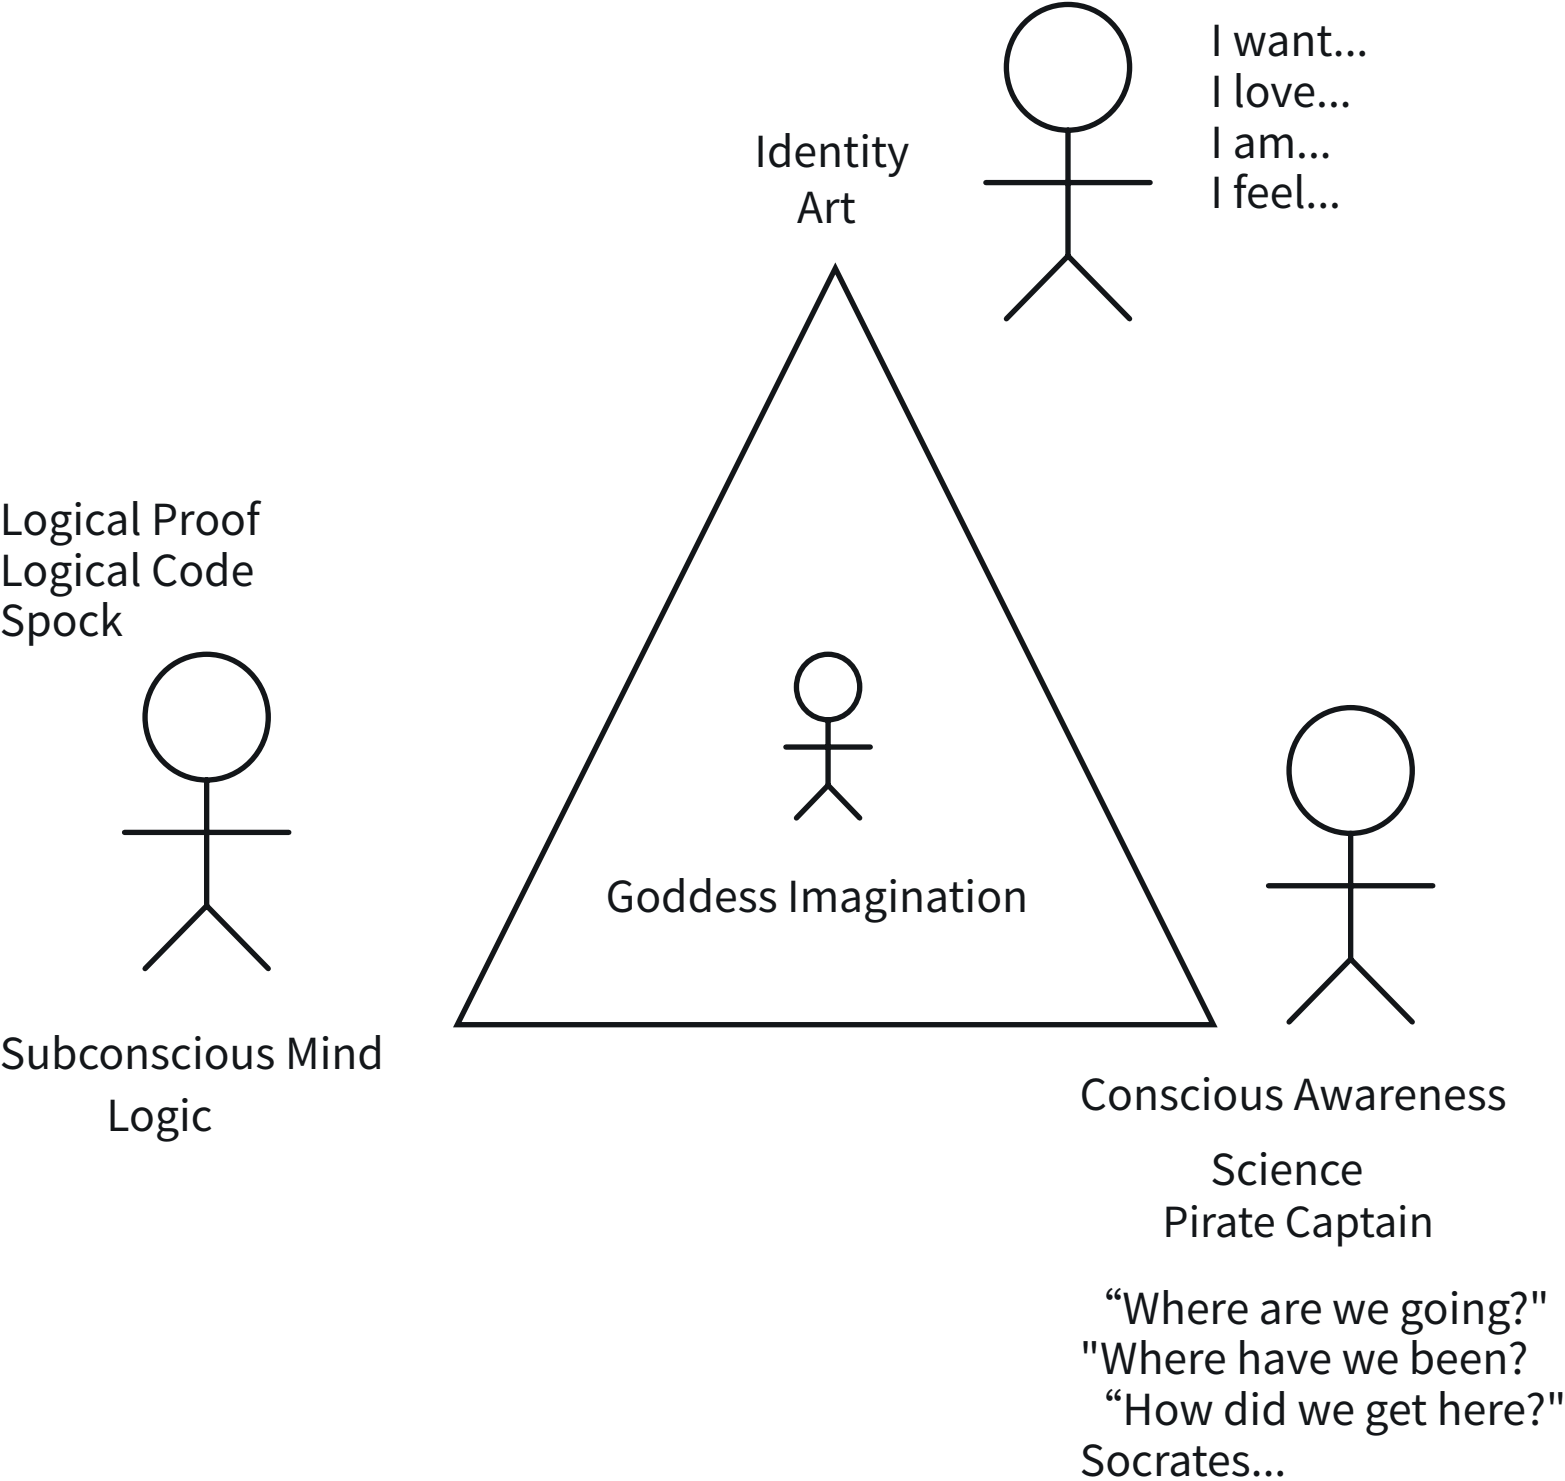 I want...
I love...
I am...
I feel...
Identity
Art
Logical Proof
Logical Code
Spock
Goddess Imagination
Subconscious Mind
Logic
Conscious Awareness
Science
Pirate Captain
“Where are we going?"
"Where have we been?
“How did we get here?"
Socrates...